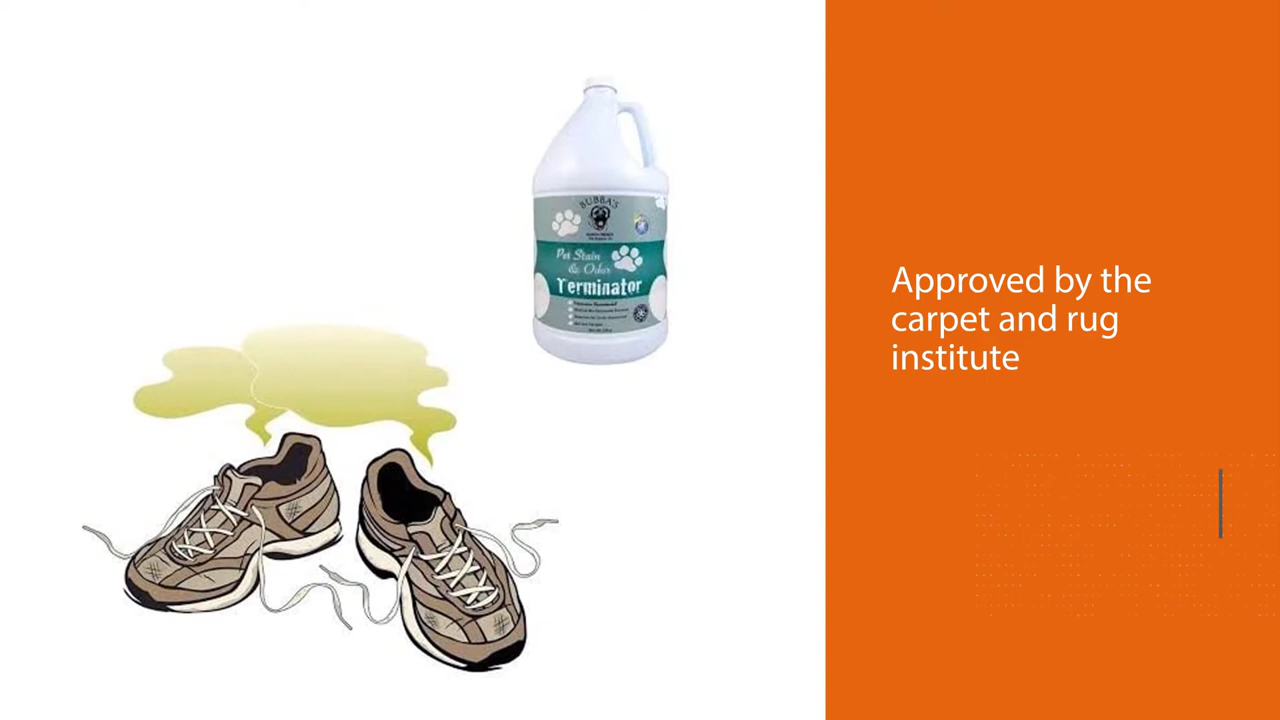 BUBBA'S
Pet Stain
& Odor
Terminator
Approved by the
carpet and rug
institute